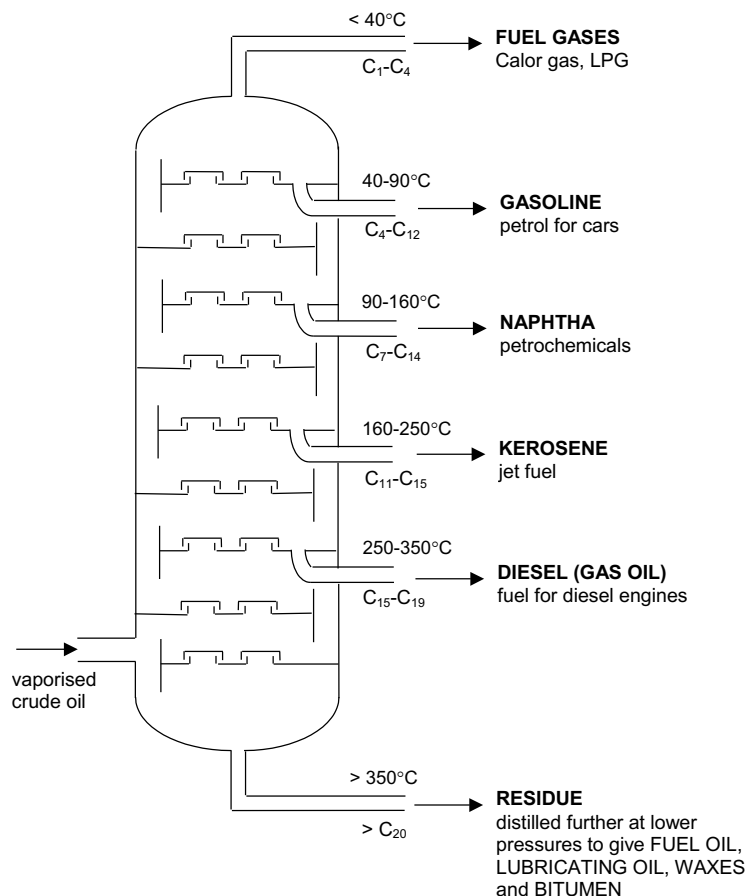 < 40°C
FUEL GASES
Calor gas, LPG
C₁-C₄
40-90°C
GASOLINE
petrol for cars
C₄-C₁₂
90-160°C
NAPHTHA
petrochemicals
C₇-C₁₄
160-250°C
KEROSENE
jet fuel
C₁₁-C₁₅
250-350°C
DIESEL (GAS OIL)
fuel for diesel engines
C₁₅-C₁₉
vaporised
crude oil
> 350°C
RESIDUE
distilled further at lower
pressures to give FUEL OIL,
LUBRICATING OIL, WAXES
and BITUMEN
> C₂₀